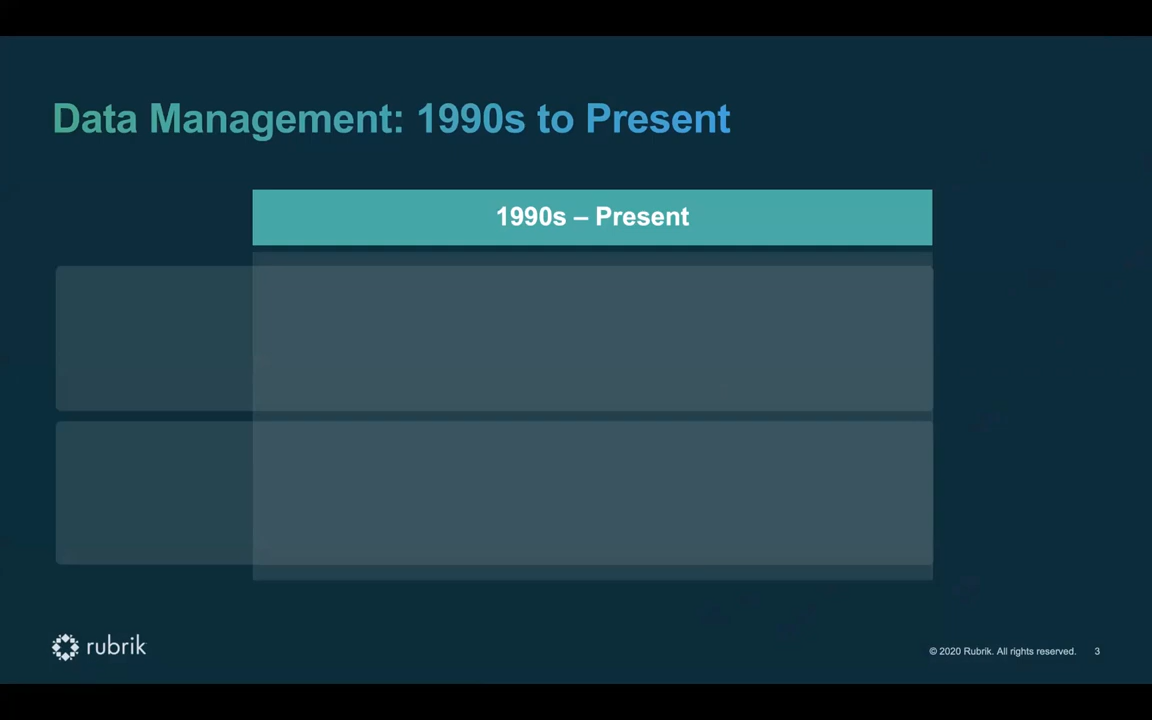 Data Management: 1990s to Present
1990s – Present
rubrik
© 2020 Rubrik. All rights reserved. 3